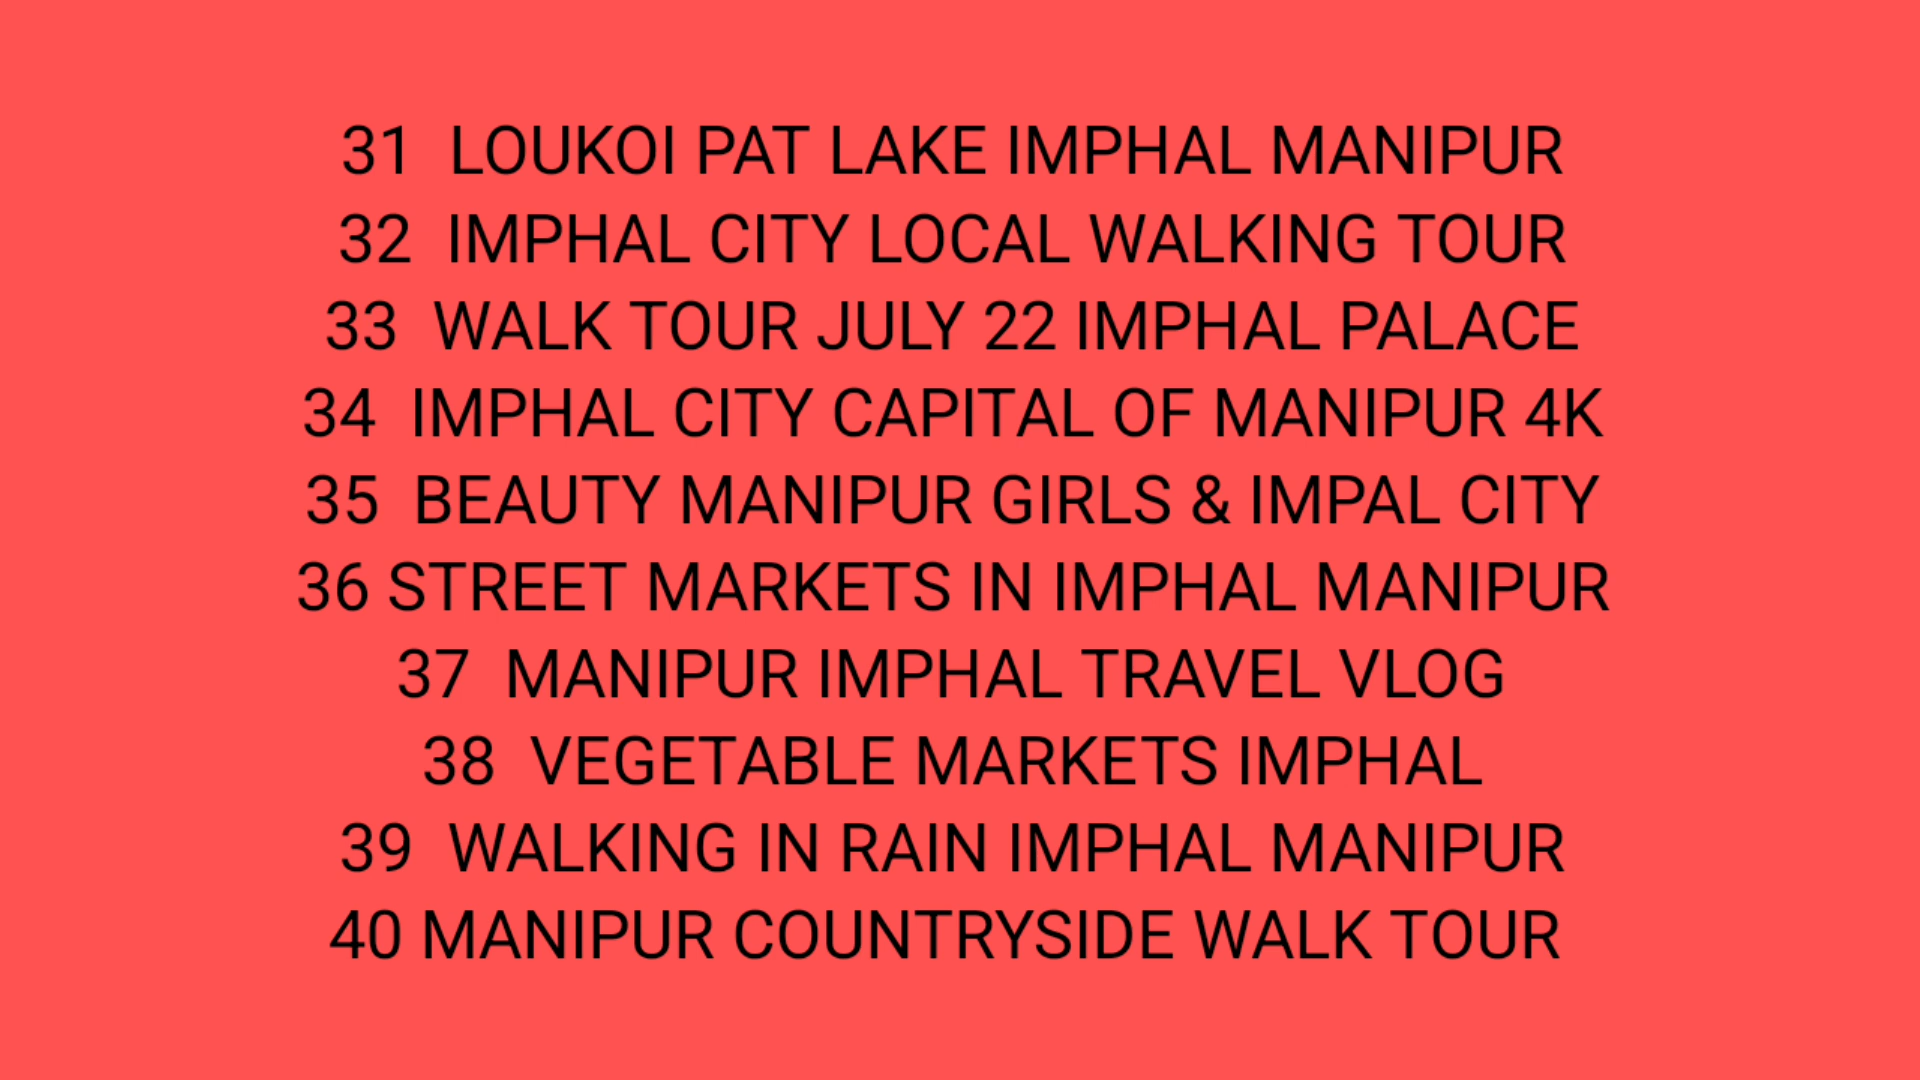 31  LOUKOI PAT LAKE IMPHAL MANIPUR
32  IMPHAL CITY LOCAL WALKING TOUR
33  WALK TOUR JULY 22 IMPHAL PALACE
34  IMPHAL CITY CAPITAL OF MANIPUR 4K
35  BEAUTY MANIPUR GIRLS & IMPAL CITY
36 STREET MARKETS IN IMPHAL MANIPUR
37  MANIPUR IMPHAL TRAVEL VLOG
38  VEGETABLE MARKETS IMPHAL
39  WALKING IN RAIN IMPHAL MANIPUR
40 MANIPUR COUNTRYSIDE WALK TOUR